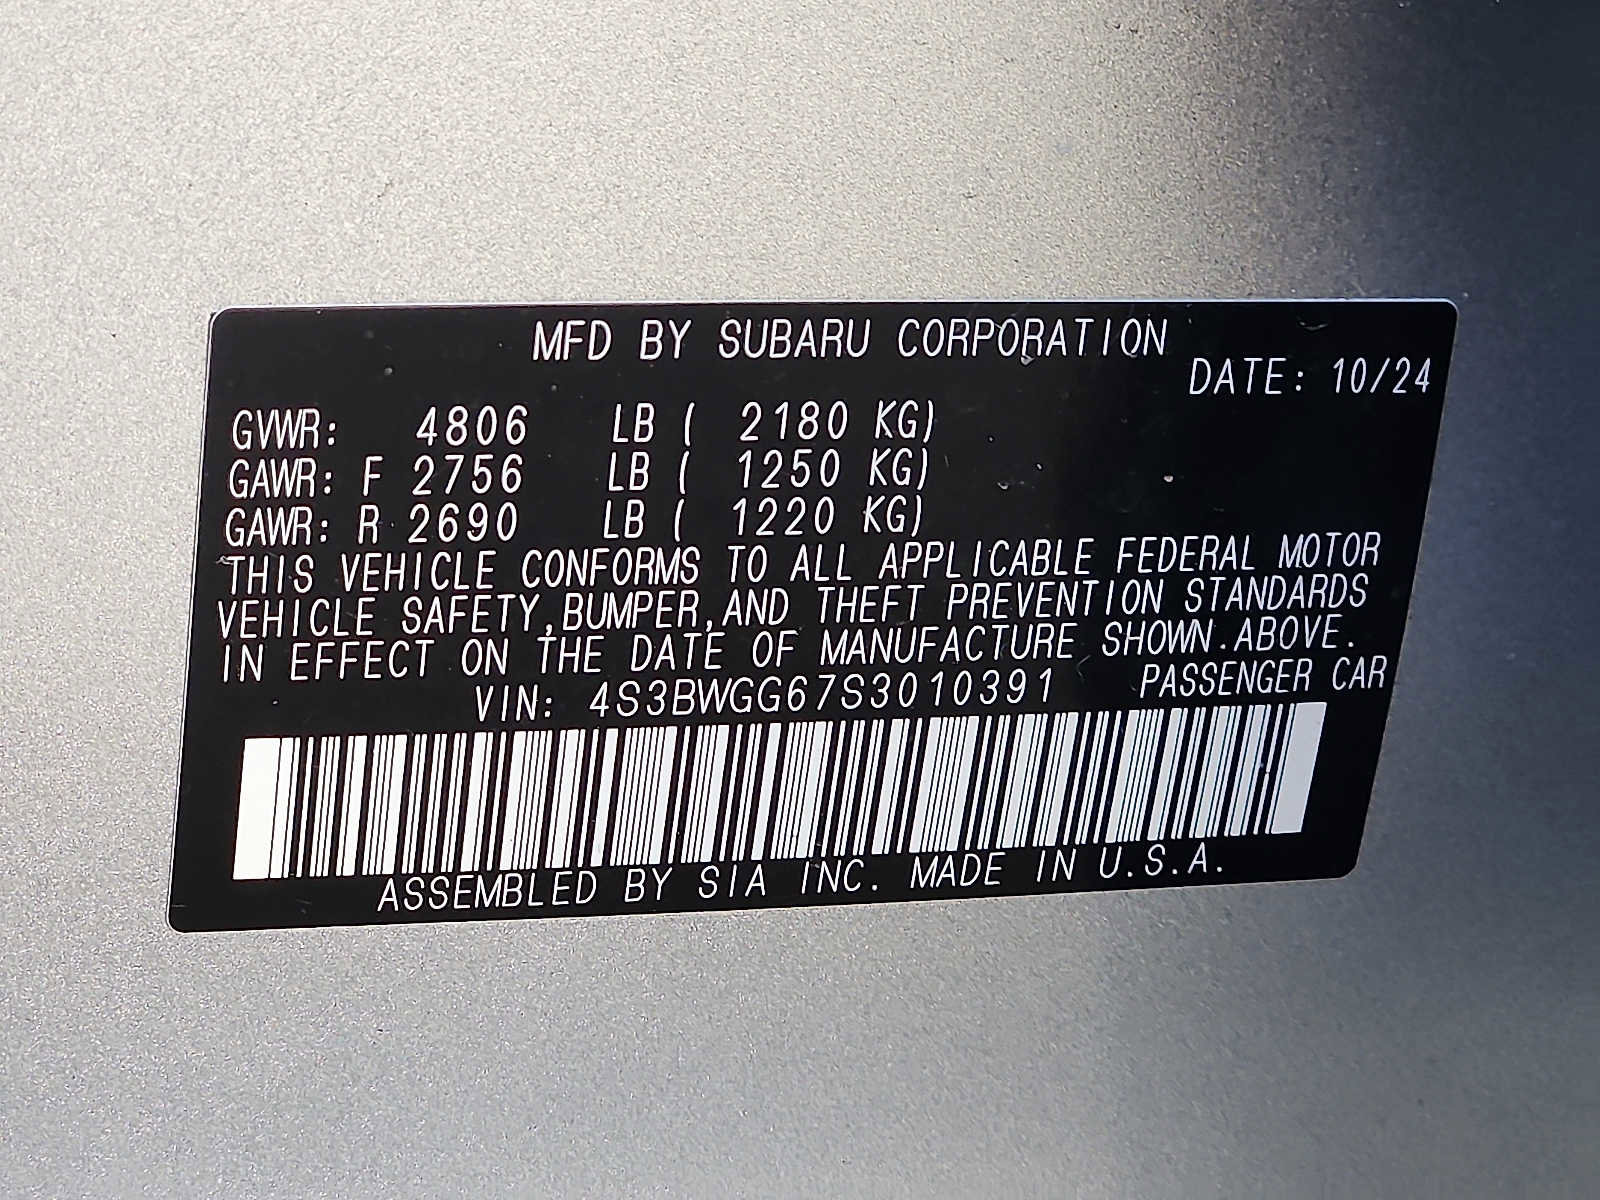 MFD BY SUBARU CORPORATION
DATE: 10/24
GVWR: 4806 LB ( 2180 KG)
GAWR: F 2756 LB ( 1250 KG)
GAWR: R 2690 LB ( 1220 KG)
THIS VEHICLE CONFORMS TO ALL APPLICABLE FEDERAL MOTOR
VEHICLE SAFETY,BUMPER,AND THEFT PREVENTION STANDARDS
IN EFFECT ON THE DATE OF MANUFACTURE SHOWN.ABOVE.
VIN: 4S3BWGG67S3010391 PASSENGER CAR
ASSEMBLED BY SIA INC. MADE IN U.S.A.